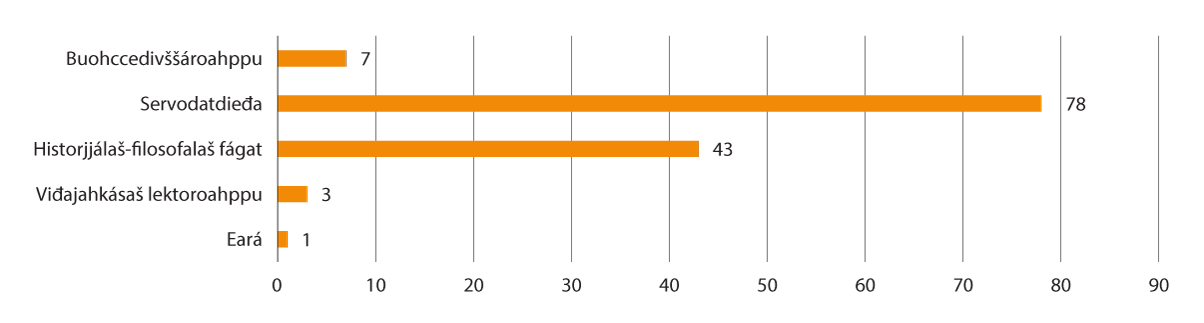 Buohccedivššároahppu 7
Servodatdieđa 78
Historjjálaš-filosofalaš fágat 43
Viđajahkásaš lektoroahppu 3
Eará 1
0 10 20 30 40 50 60 70 80 90